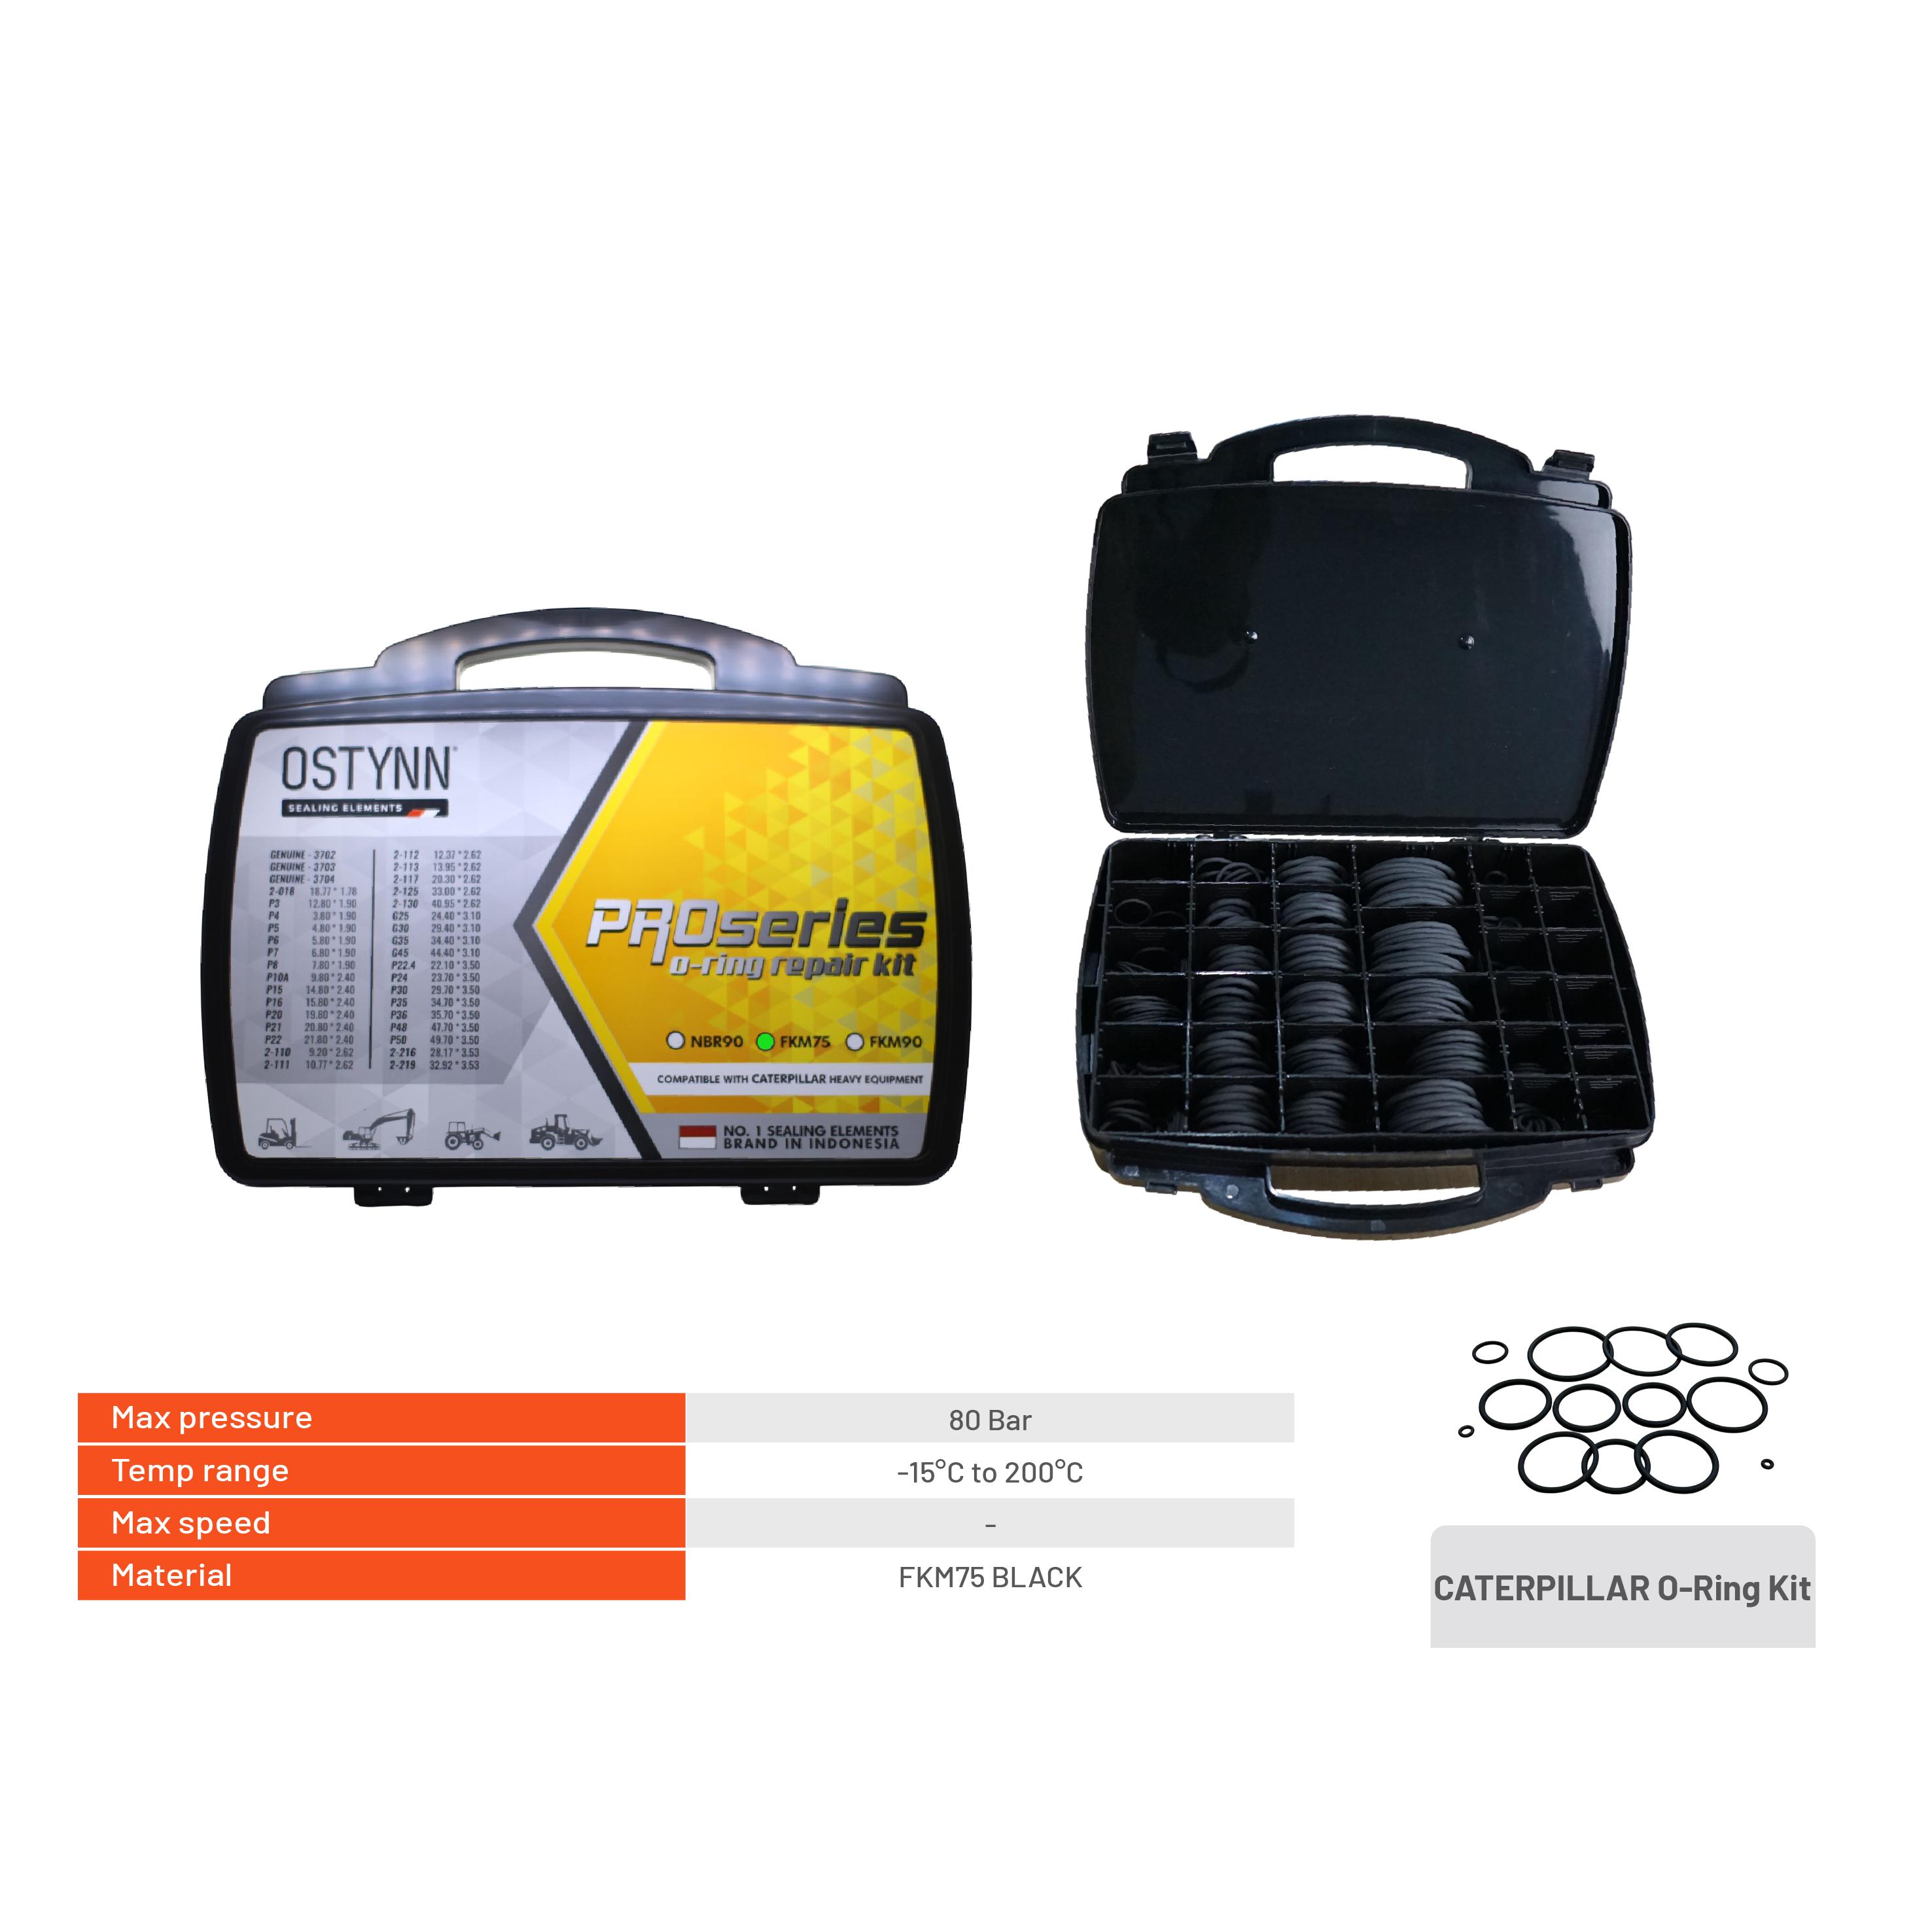 OSTYNN®
SEALING ELEMENTS
GENUINE - 3702
GENUINE - 3703
GENUINE - 3704
2-018 18.77 * 1.78
P3 12.80 * 1.90
P4 3.80 * 1.90
P5 4.80 * 1.90
P6 5.80 * 1.90
P7 6.80 * 1.90
P8 7.80 * 1.90
P10A 9.80 * 2.40
P15 14.80 * 2.40
P16 15.80 * 2.40
P20 19.80 * 2.40
P21 20.80 * 2.40
P22 21.80 * 2.40
2-110 9.20 * 2.62
2-111 10.77 * 2.62
2-112 12.37 * 2.62
2-113 13.95 * 2.62
2-117 20.30 * 2.62
2-125 33.00 * 2.62
2-130 40.95 * 2.62
G25 24.40 * 3.10
G30 29.40 * 3.10
G35 34.40 * 3.10
G45 44.40 * 3.10
P22.4 22.10 * 3.50
P24 23.70 * 3.50
P30 29.70 * 3.50
P35 34.70 * 3.50
P36 35.70 * 3.50
P48 47.70 * 3.50
P50 49.70 * 3.50
2-216 28.17 * 3.53
2-219 32.92 * 3.53
PROseries
o-ring repair kit
NBR90 FKM75 FKM90
COMPATIBLE WITH CATERPILLAR HEAVY EQUIPMENT
NO. 1 SEALING ELEMENTS
BRAND IN INDONESIA
Max pressure 80 Bar
Temp range -15°C to 200°C
Max speed -
Material FKM75 BLACK
CATERPILLAR O-Ring Kit